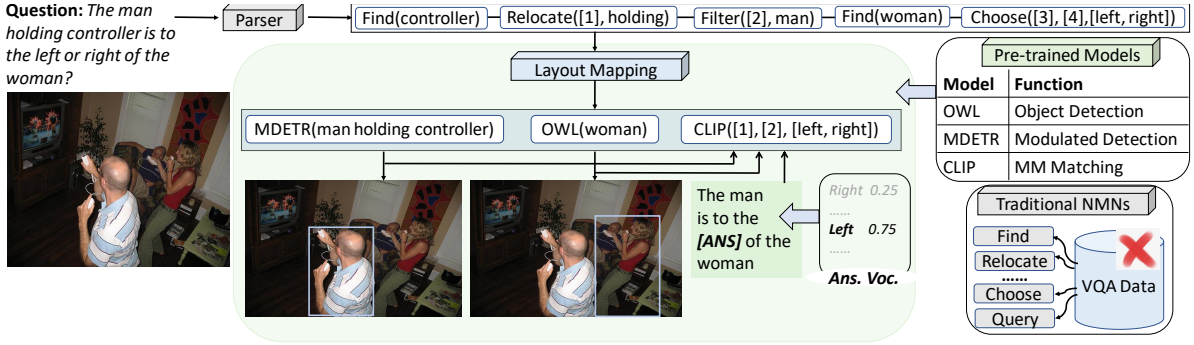 Question: The man
holding controller is to
the left or right of the
woman?
Parser
Find(controller)
Relocate([1], holding)
Filter([2], man)
Find(woman)
Choose([3], [4],[left, right])
Layout Mapping
MDETR(man holding controller)
OWL(woman)
CLIP([1], [2], [left, right])
The man
is to the
[ANS] of the
woman
Right 0.25
......
Left 0.75
......
Ans. Voc.
Pre-trained Models
Model Function
OWL Object Detection
MDETR Modulated Detection
CLIP MM Matching
Traditional NMNs
Find
Relocate
......
Choose
Query
VQA Data